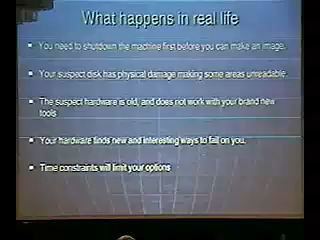 What happens in real life
You need to shutdown the machine first before you can make an image.
Your suspect disk has physical damage making some areas unreadable.
The suspect hardware is old, and does not work with your brand new
tools
Your hardware finds new and interesting ways to fail on you.
Time constraints will limit your options